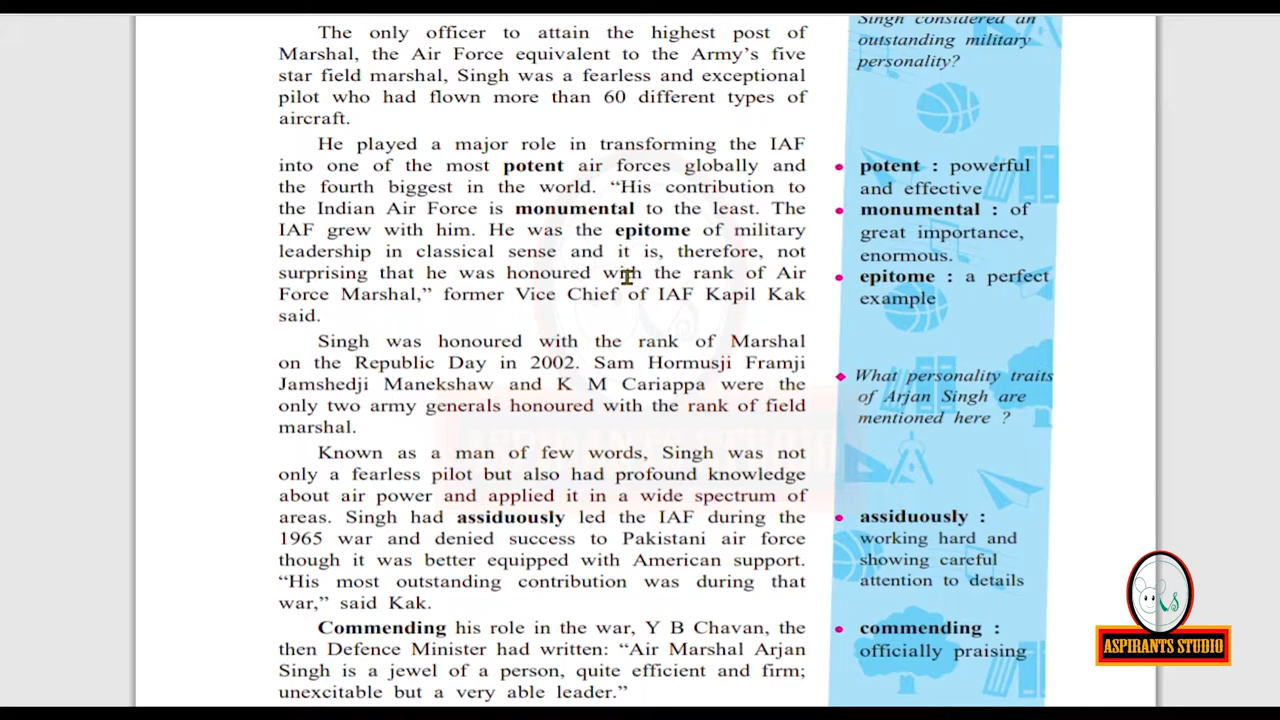 The only officer to attain the highest post of
Marshal, the Air Force equivalent to the Army's five
star field marshal, Singh was a fearless and exceptional
pilot who had flown more than 60 different types of
aircraft.
He played a major role in transforming the IAF
into one of the most potent air forces globally and
the fourth biggest in the world. “His contribution to
the Indian Air Force is monumental to the least. The
IAF grew with him. He was the epitome of military
leadership in classical sense and it is, therefore, not
surprising that he was honoured with the rank of Air
Force Marshal,” former Vice Chief of IAF Kapil Kak
said.
Singh was honoured with the rank of Marshal
on the Republic Day in 2002. Sam Hormusji Framji
Jamshedji Manekshaw and K M Cariappa were the
only two army generals honoured with the rank of field
marshal.
Known as a man of few words, Singh was not
only a fearless pilot but also had profound knowledge
about air power and applied it in a wide spectrum of
areas. Singh had assiduously led the IAF during the
1965 war and denied success to Pakistani air force
though it was better equipped with American support.
“His most outstanding contribution was during that
war,” said Kak.
Commending his role in the war, Y B Chavan, the
then Defence Minister had written: “Air Marshal Arjan
Singh is a jewel of a person, quite efficient and firm;
unexcitable but a very able leader.”
Singh considered an
outstanding military
personality?
potent : powerful
and effective
monumental : of
great importance,
enormous.
epitome : a perfect
example
What personality traits
of Arjan Singh are
mentioned here ?
assiduously :
working hard and
showing careful
attention to details
commending :
officially praising
ASPIRANTS STUDIO